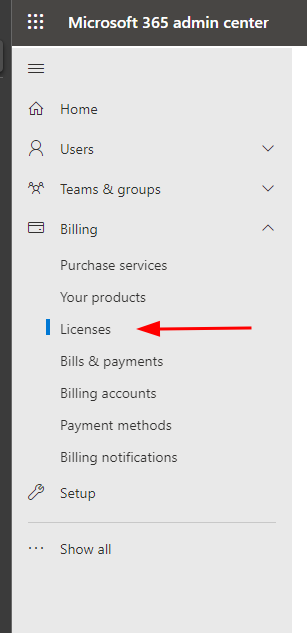 Microsoft 365 admin center
Home
Users
Teams & groups
Billing
Purchase services
Your products
Licenses
Bills & payments
Billing accounts
Payment methods
Billing notifications
Setup
Show all